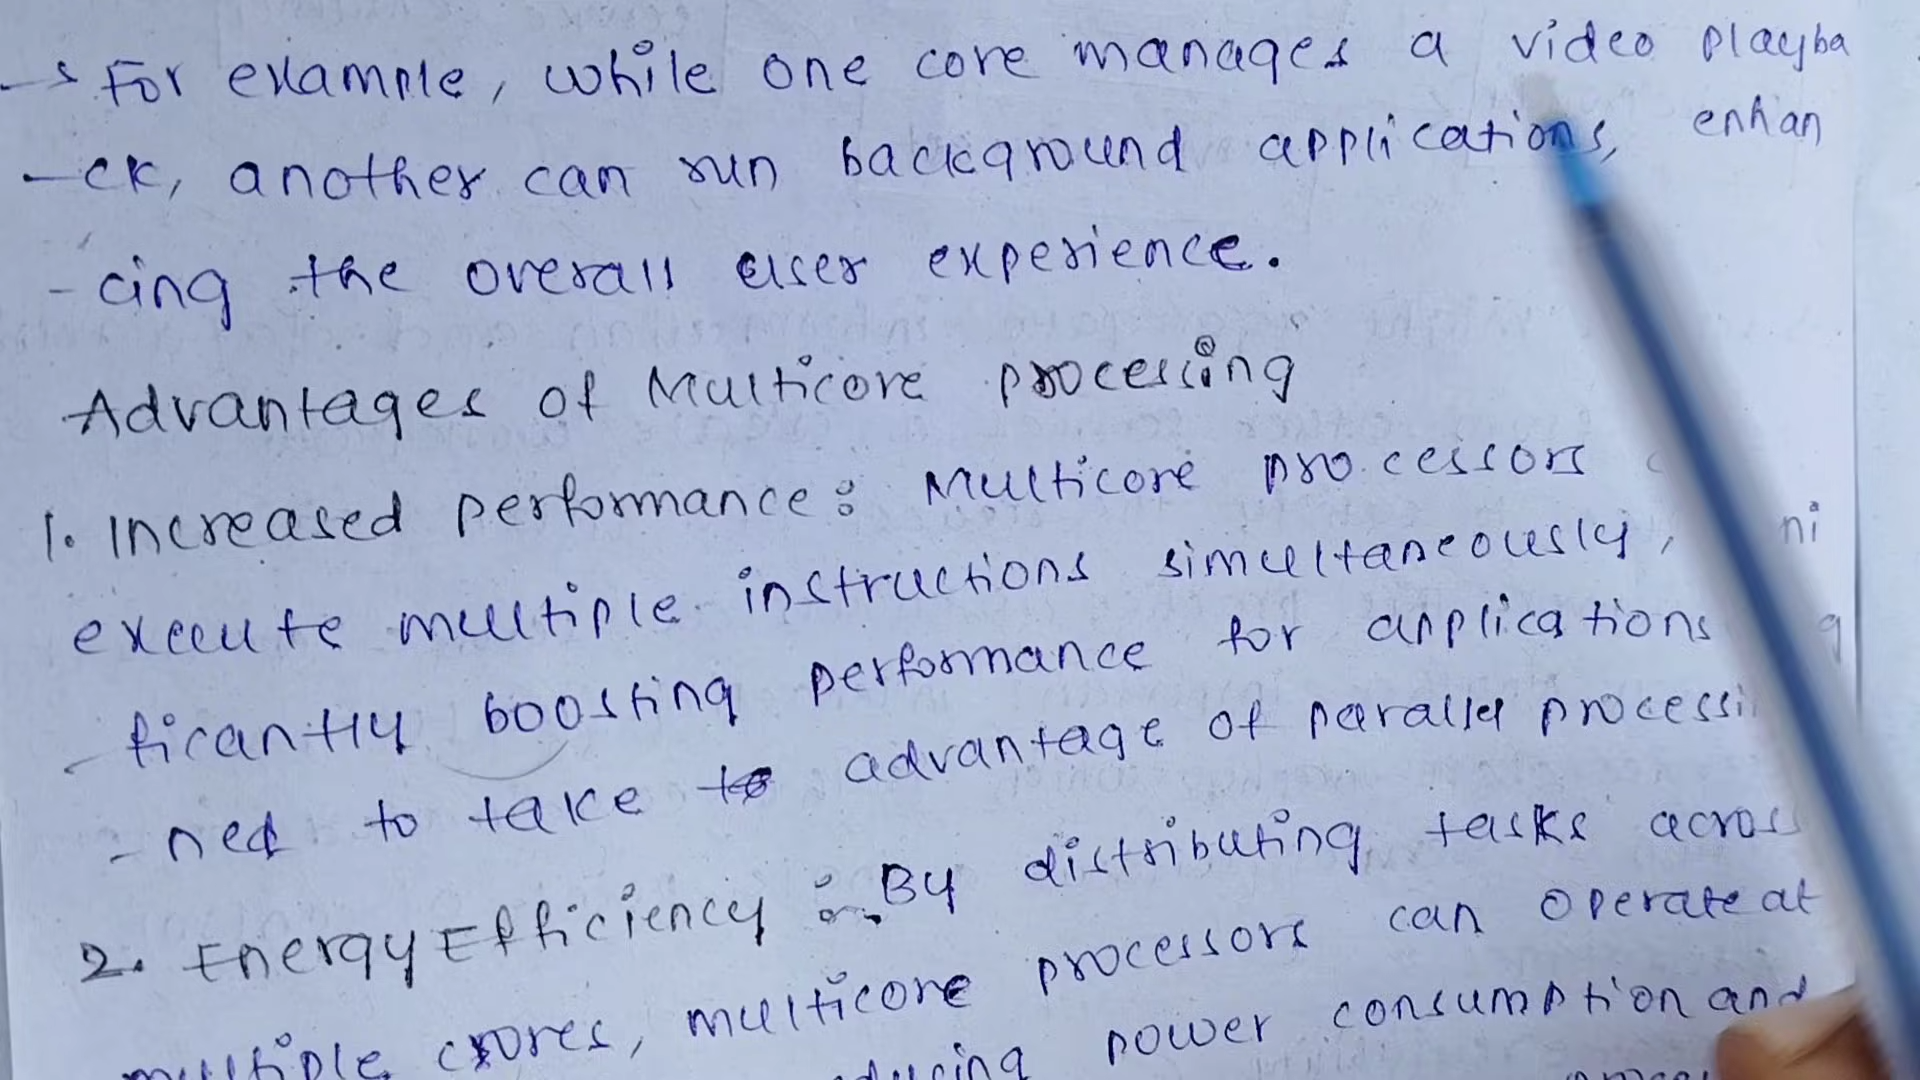 → For example, while one core manages a video playba
-ck, another can run background applications, enhan
-cing the overall user experience.
Advantages of Multicore processing
1. Increased performance: Multicore processors
execute multiple instructions simultaneously, ni
-ficantly boosting performance for applications g
-ned to take to advantage of parallel processi
2. Energy Efficiency :- By distributing tasks across
multiple cores, multicore processors can operate at
power consumption and